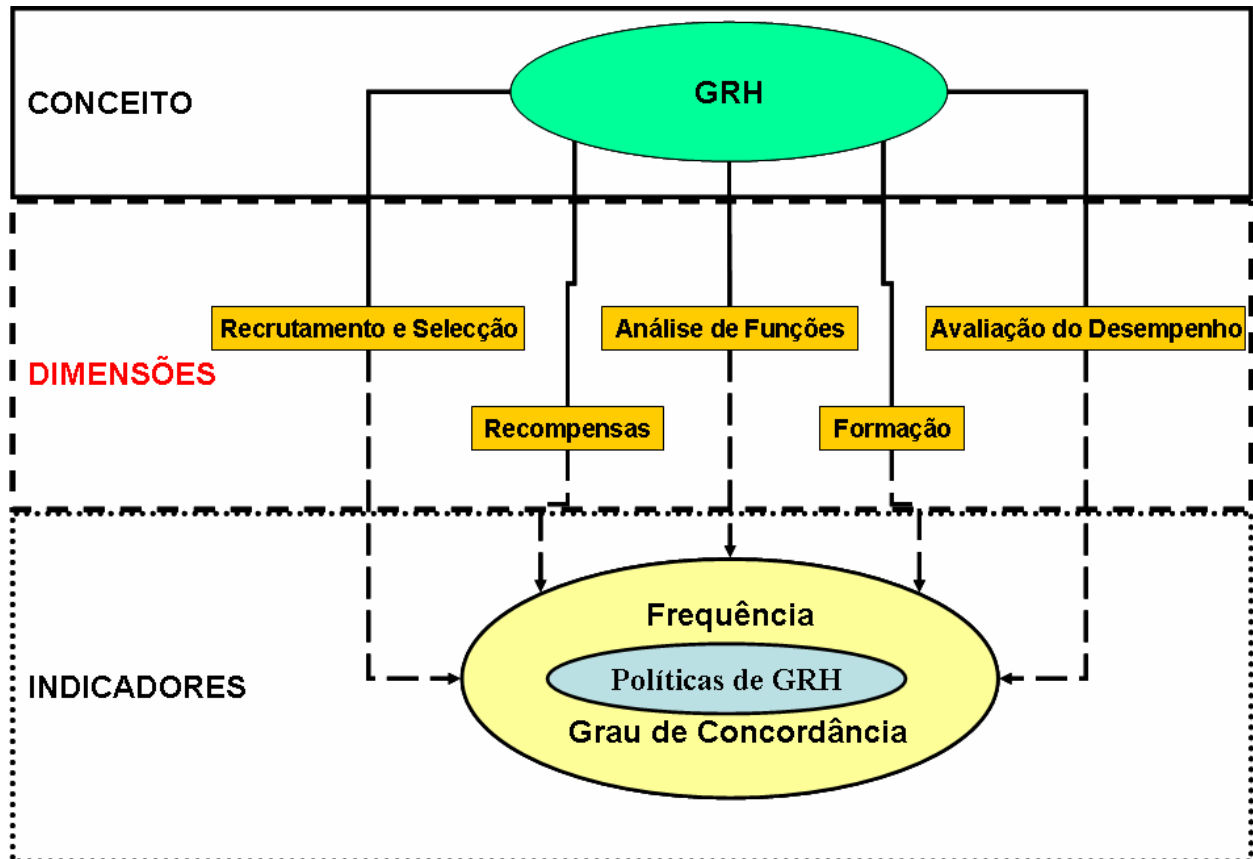 CONCEITO
GRH
DIMENSÕES
Recrutamento e Selecção
Análise de Funções
Avaliação do Desempenho
Recompensas
Formação
INDICADORES
Frequência
Políticas de GRH
Grau de Concordância